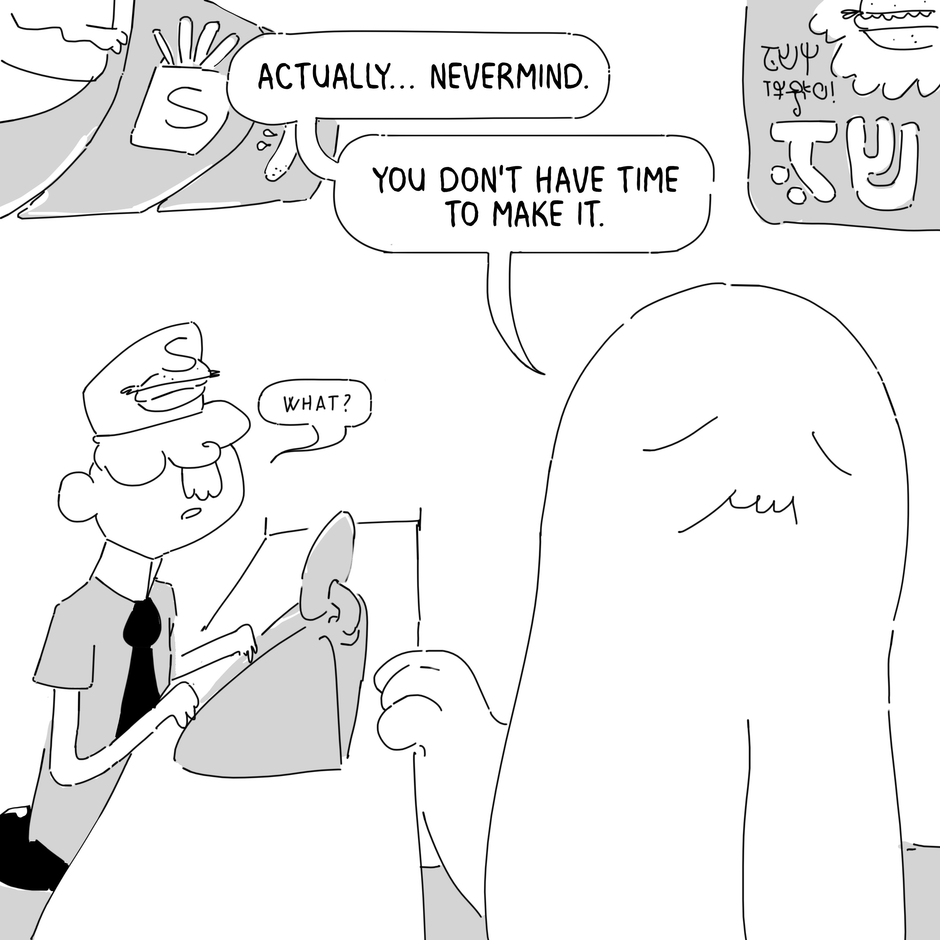 S
ACTUALLY... NEVERMIND.
YOU DON'T HAVE TIME
TO MAKE IT.
S
WHAT?